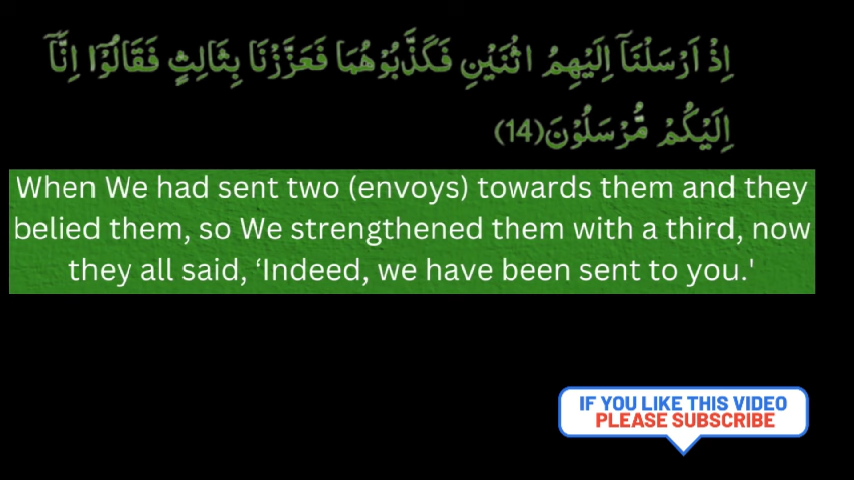 اِذْ اَرْسَلْنَاۤ اِلَيْهِمُ اثْنَيْنِ فَكَذَّبُوْهُمَا فَعَزَّزْنَا بِثَالِثٍ فَقَالُوْۤا اِنَّاۤ
اِلَيْكُمْ مُّرْسَلُوْنَ(14)
When We had sent two (envoys) towards them and they
belied them, so We strengthened them with a third, now
they all said, ‘Indeed, we have been sent to you.'
IF YOU LIKE THIS VIDEO
PLEASE SUBSCRIBE